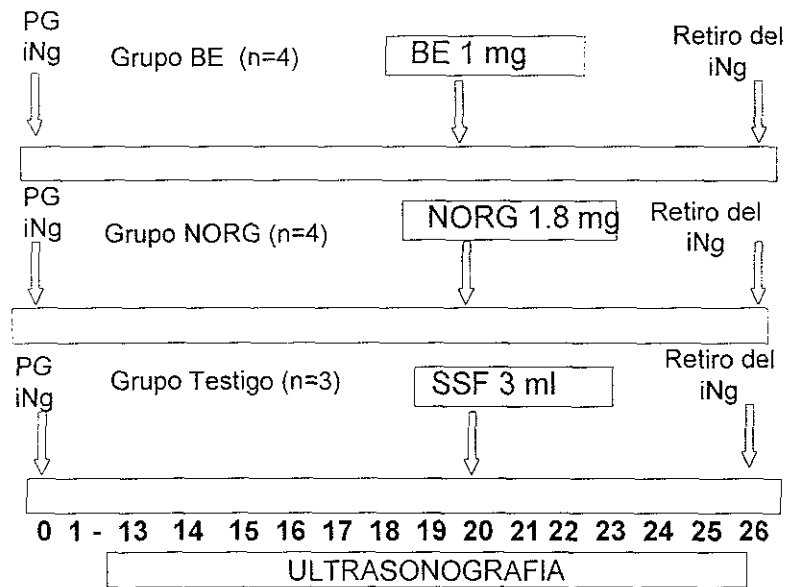 PG
iNg
Grupo BE (n=4)
BE 1 mg
Retiro del
iNg
PG
iNg
Grupo NORG (n=4)
NORG 1.8 mg
Retiro del
iNg
PG
iNg
Grupo Testigo (n=3)
SSF 3 ml
Retiro del
iNg
0 1 - 13 14 15 16 17 18 19 20 21 22 23 24 25 26
ULTRASONOGRAFIA